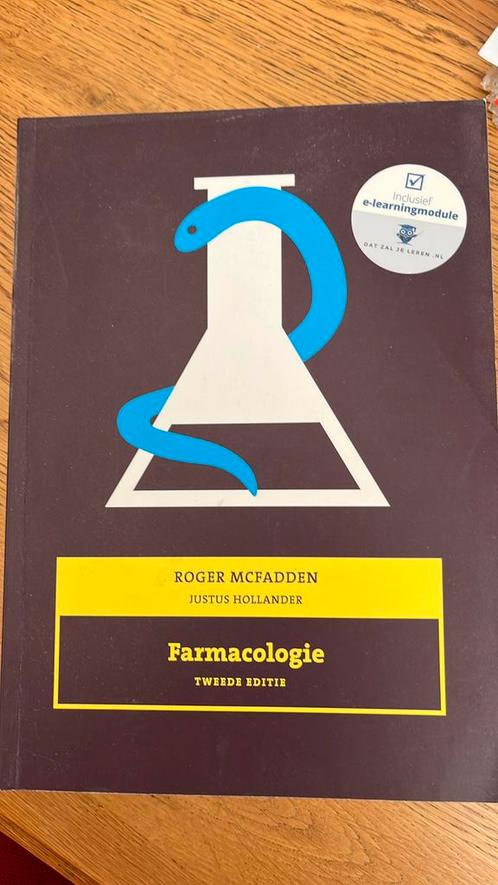 Inclusief
e-learningmodule
DAT ZAL JE LEREN .NL
ROGER MCFADDEN
JUSTUS HOLLANDER
Farmacologie
TWEEDE EDITIE